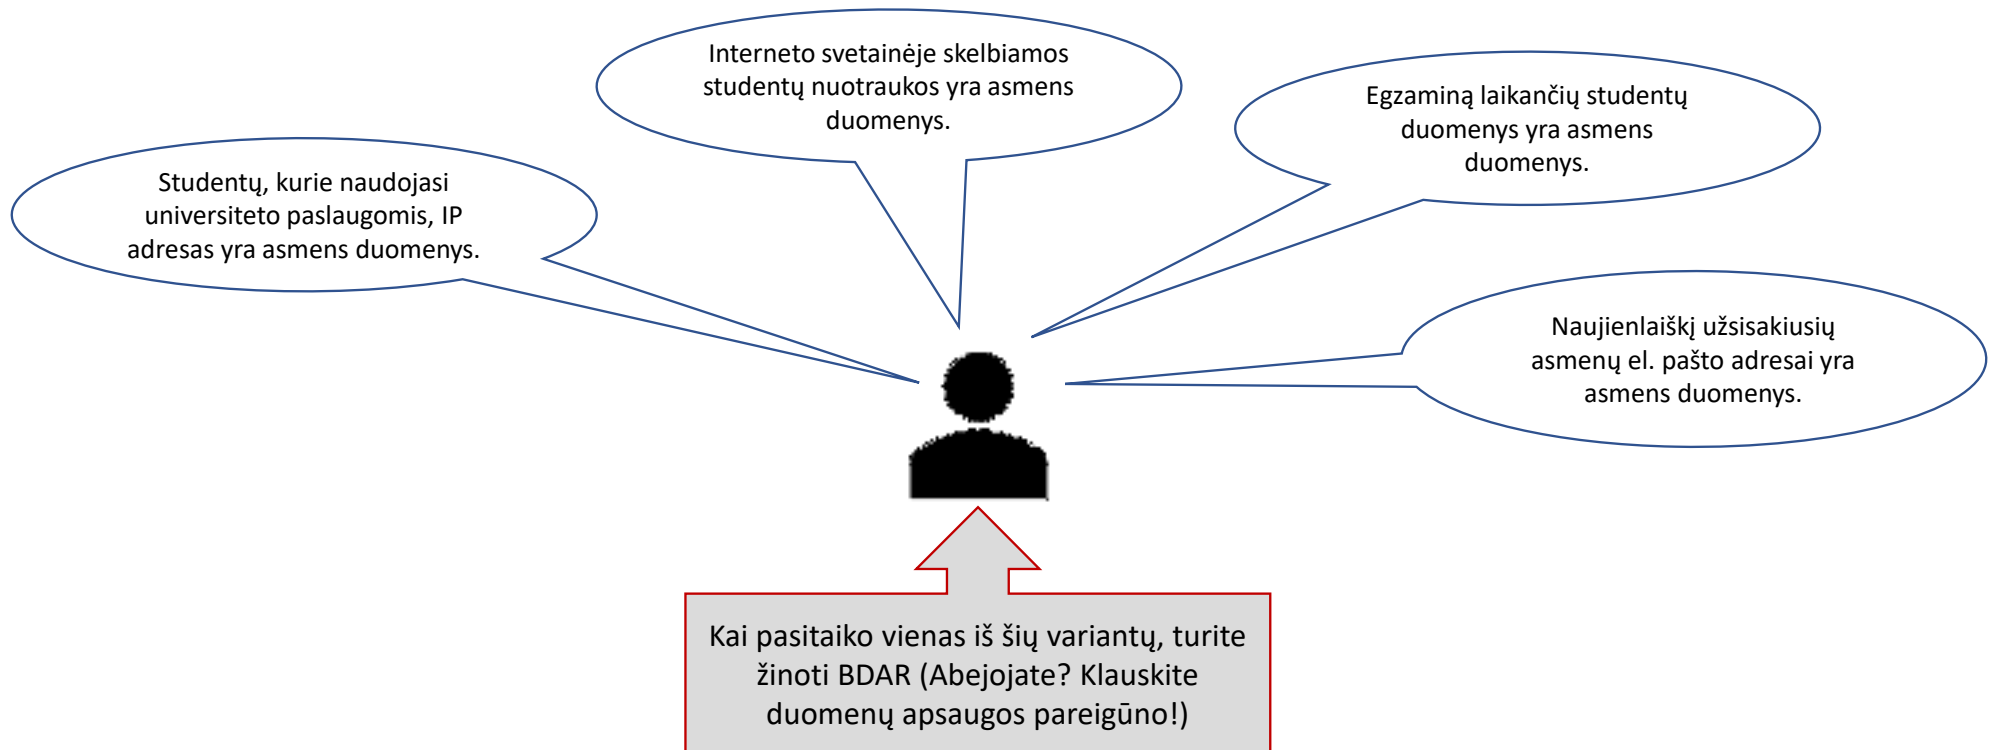 Interneto svetainėje skelbiamos
studentų nuotraukos yra asmens
duomenys.
Egzaminą laikančių studentų
duomenys yra asmens
duomenys.
Studentų, kurie naudojasi
universiteto paslaugomis, IP
adresas yra asmens duomenys.
Naujienlaiškį užsisakiusių
asmenų el. pašto adresai yra
asmens duomenys.
Kai pasitaiko vienas iš šių variantų, turite
žinoti BDAR (Abejojate? Klauskite
duomenų apsaugos pareigūno!)